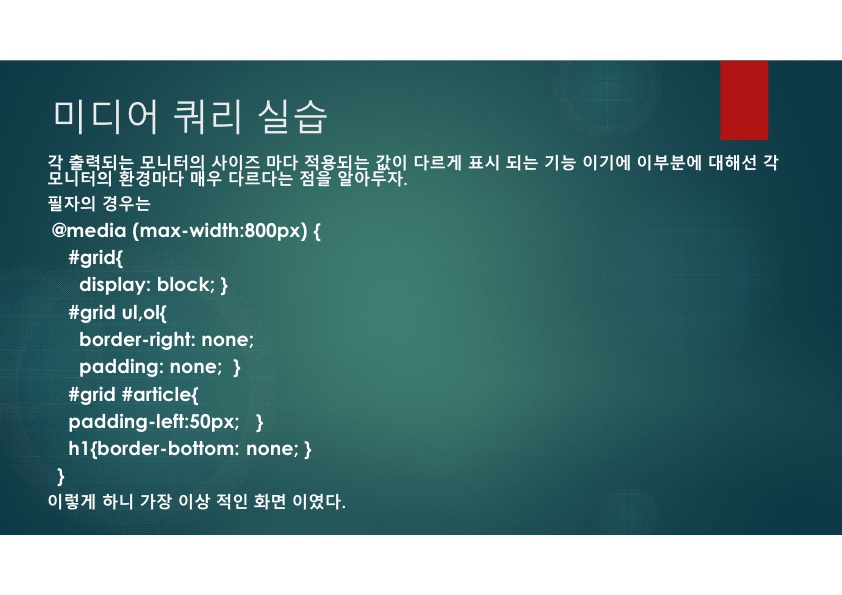 미디어 쿼리 실습
각 출력되는 모니터의 사이즈 마다 적용되는 값이 다르게 표시 되는 기능 이기에 이부분에 대해선 각
모니터의 환경마다 매우 다르다는 점을 알아두자.
필자의 경우는
@media (max-width:800px) {
#grid{
display: block; }
#grid ul,ol{
border-right: none;
padding: none;  }
#grid #article{
padding-left:50px;   }
h1{border-bottom: none; }
}
이렇게 하니 가장 이상 적인 화면 이였다.